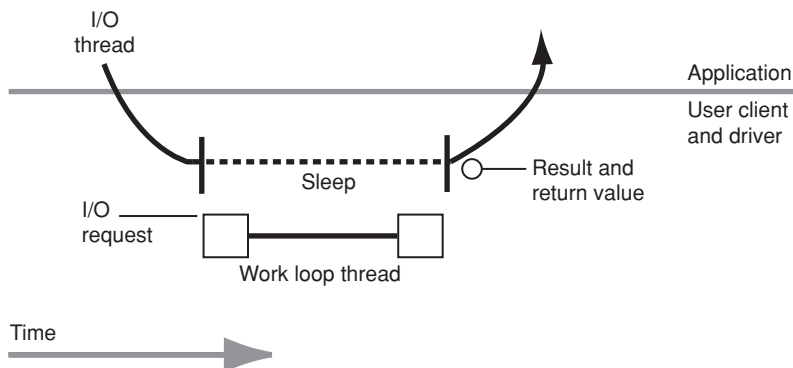 I/O
thread
Application
User client
and driver
Sleep
Result and
return value
I/O
request
Work loop thread
Time